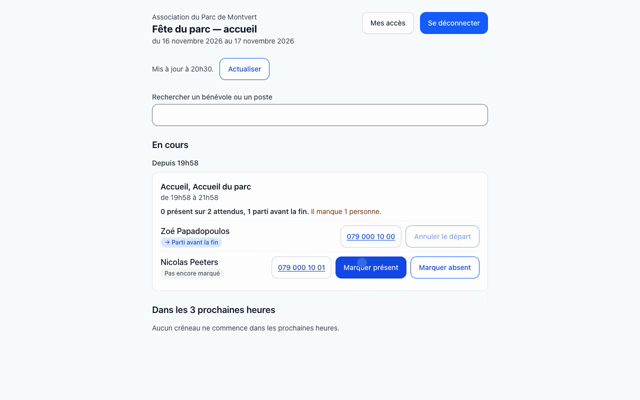 Association du Parc de Montvert
Fête du parc — accueil
du 16 novembre 2026 au 17 novembre 2026
Mes accès
Se déconnecter
Mis à jour à 20h30.
Actualiser
Rechercher un bénévole ou un poste
En cours
Depuis 19h58
Accueil, Accueil du parc
de 19h58 à 21h58
0 présent sur 2 attendus, 1 parti avant la fin. Il manque 1 personne.
Zoé Papadopoulos
→ Parti avant la fin
079 000 10 00
Annuler le départ
Nicolas Peeters
Pas encore marqué
079 000 10 01
Marquer présent
Marquer absent
Dans les 3 prochaines heures
Aucun créneau ne commence dans les prochaines heures.